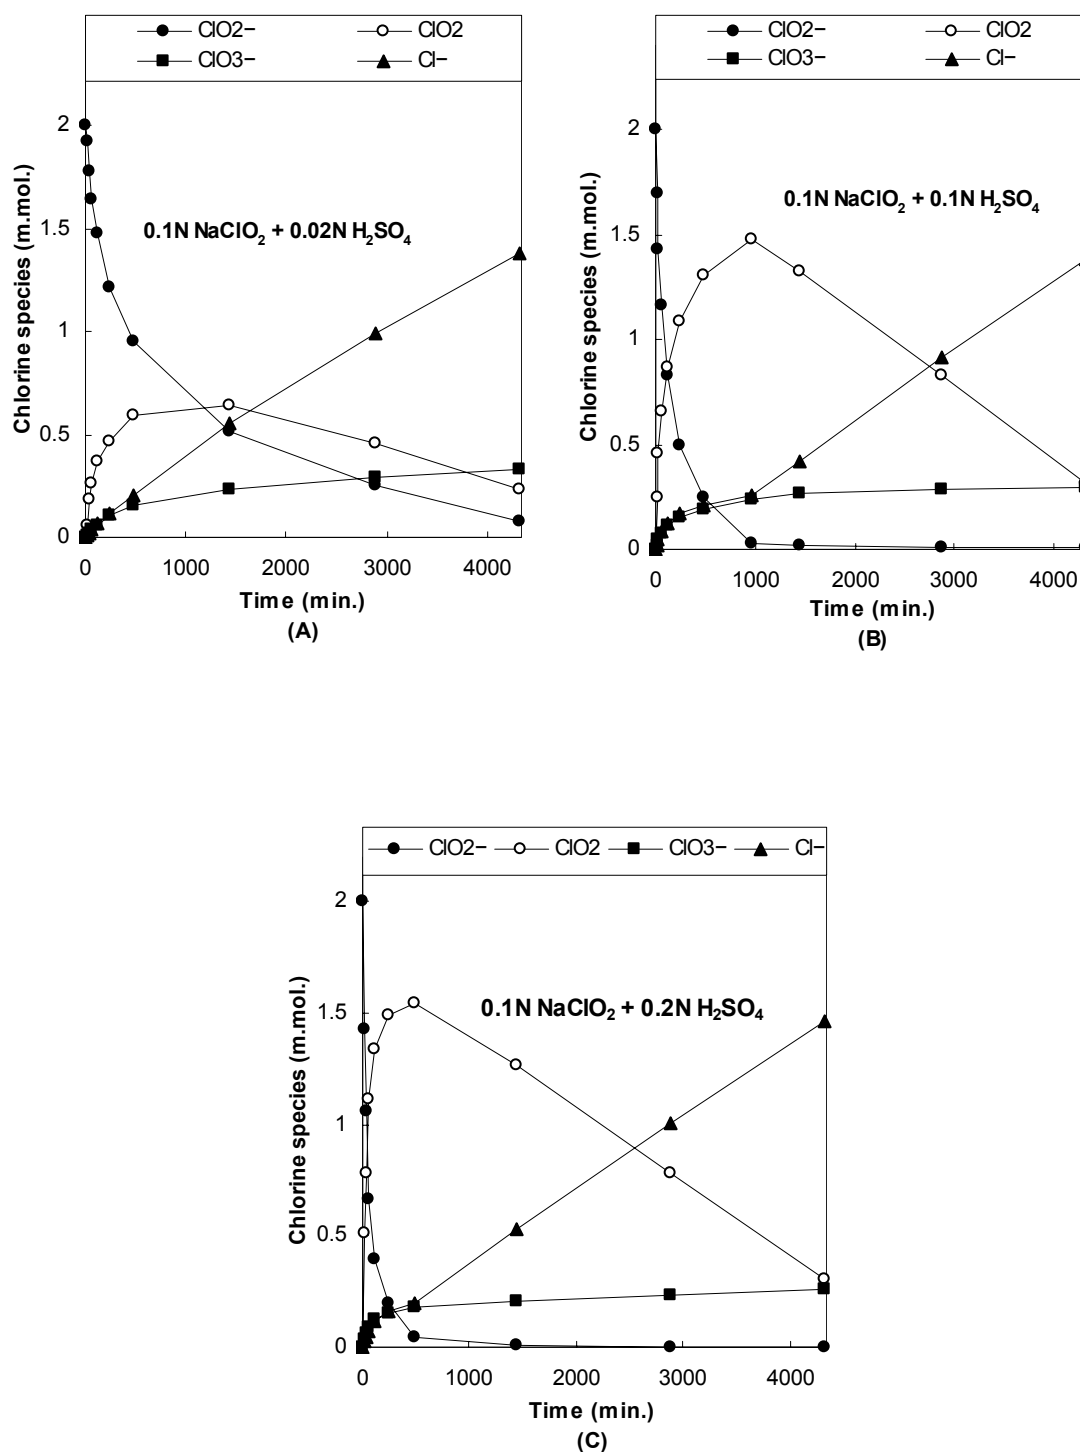 ClO2− ClO2
ClO3− Cl−
2
1.5
1
0.5
0
Chlorine species (m.mol.)
0.1N NaClO₂ + 0.02N H₂SO₄
0 1000 2000 3000 4000
Time (min.)
(A)
ClO2− ClO2
ClO3− Cl−
2
1.5
1
0.5
0
Chlorine species (m.mol.)
0.1N NaClO₂ + 0.1N H₂SO₄
0 1000 2000 3000 4000
Time (min.)
(B)
ClO2− ClO2 ClO3− Cl−
2
1.5
1
0.5
0
Chlorine species (m.mol.)
0.1N NaClO₂ + 0.2N H₂SO₄
0 1000 2000 3000 4000
Time (min.)
(C)